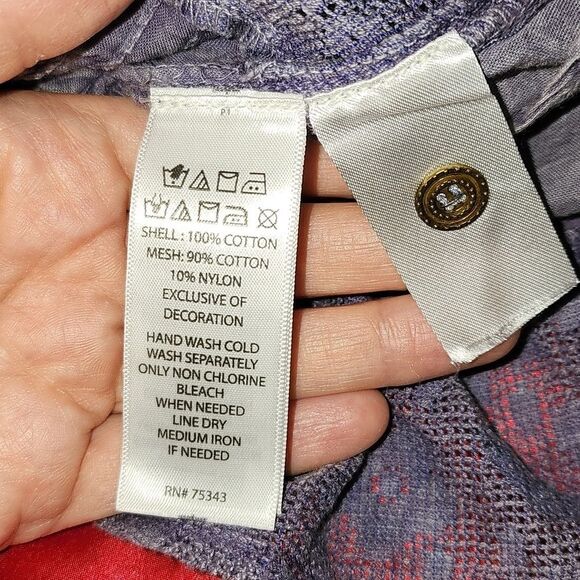 P1
SHELL : 100% COTTON
MESH: 90% COTTON
10% NYLON
EXCLUSIVE OF
DECORATION
HAND WASH COLD
WASH SEPARATELY
ONLY NON CHLORINE
BLEACH
WHEN NEEDED
LINE DRY
MEDIUM IRON
IF NEEDED
RN# 75343